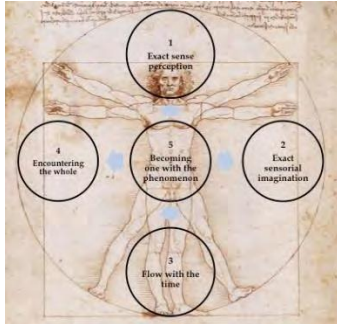 1
Exact sense
perception
4
Encountering
the whole
5
Becoming
one with the
phenomenon
2
Exact
sensorial
imagination
3
Flow with the
time